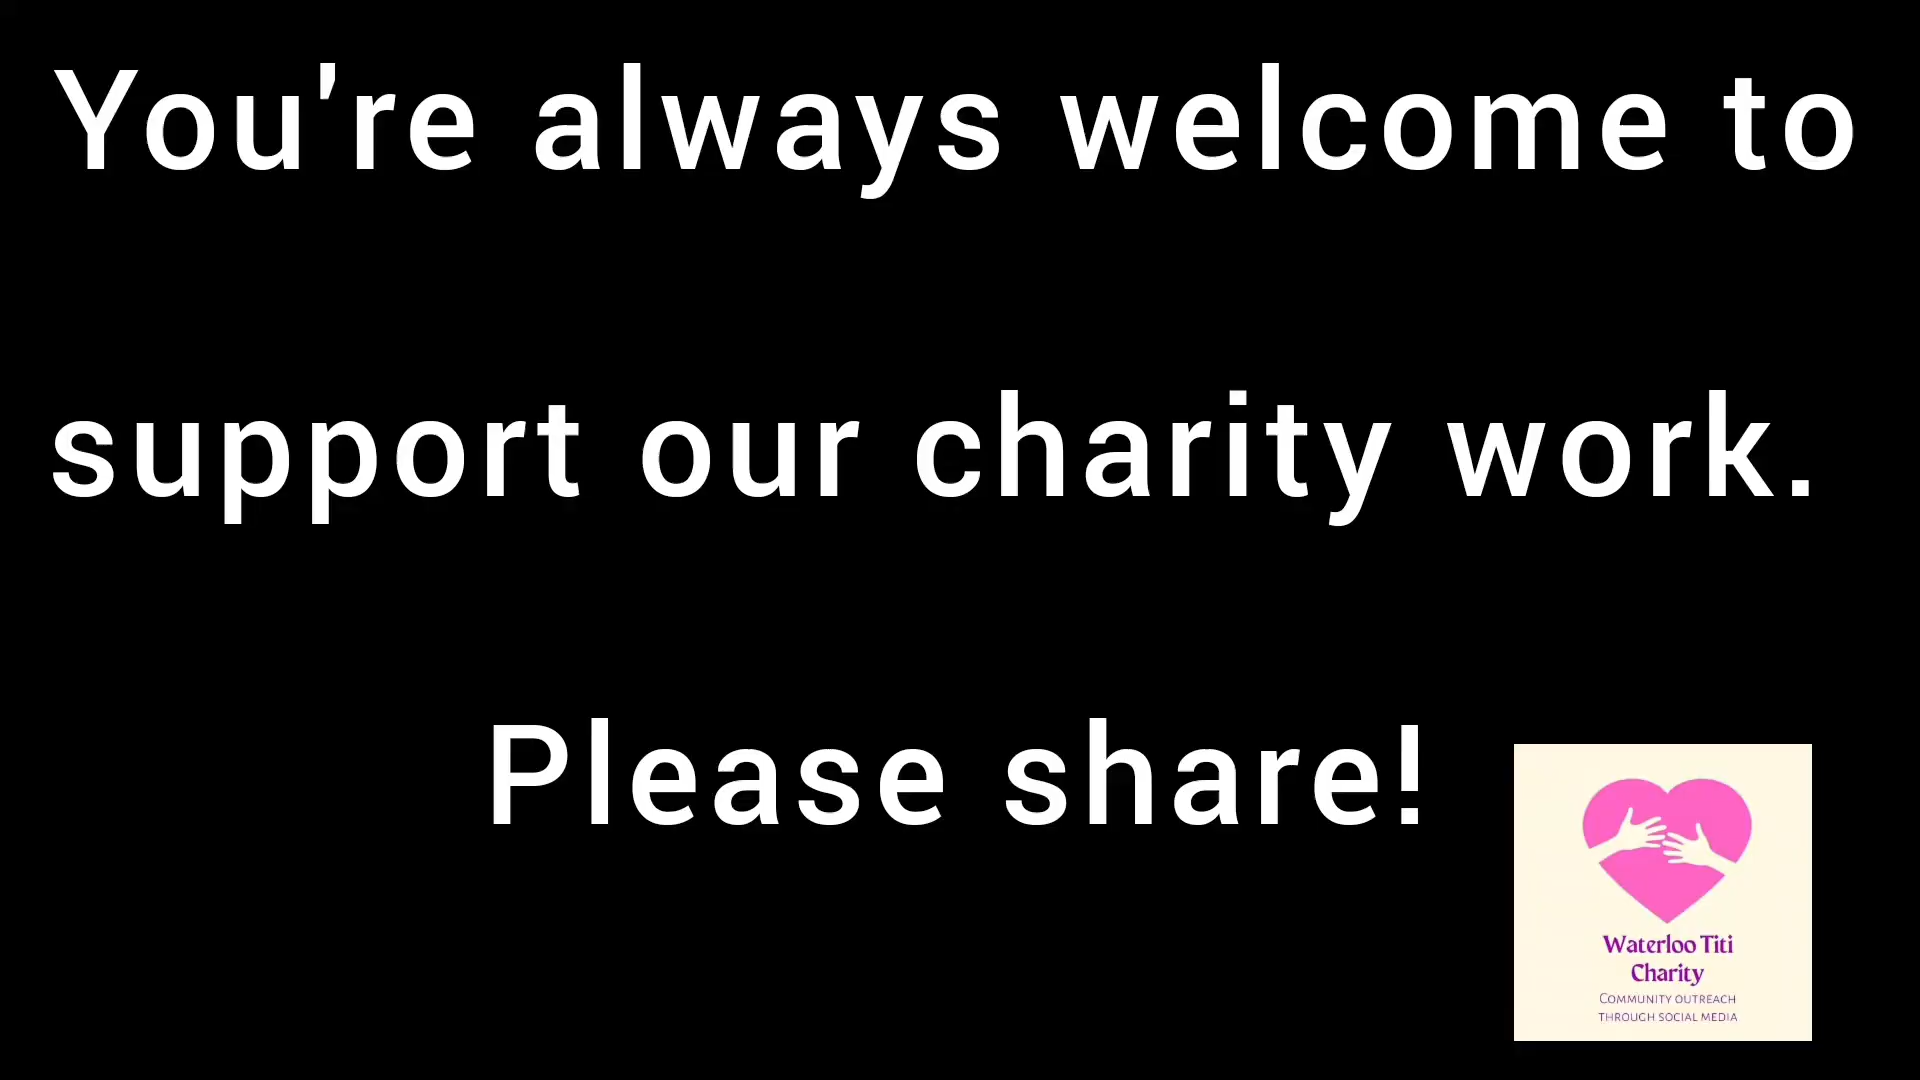 You're always welcome to
support our charity work.
Please share!
Waterloo Titi
Charity
Community outreach
through social media